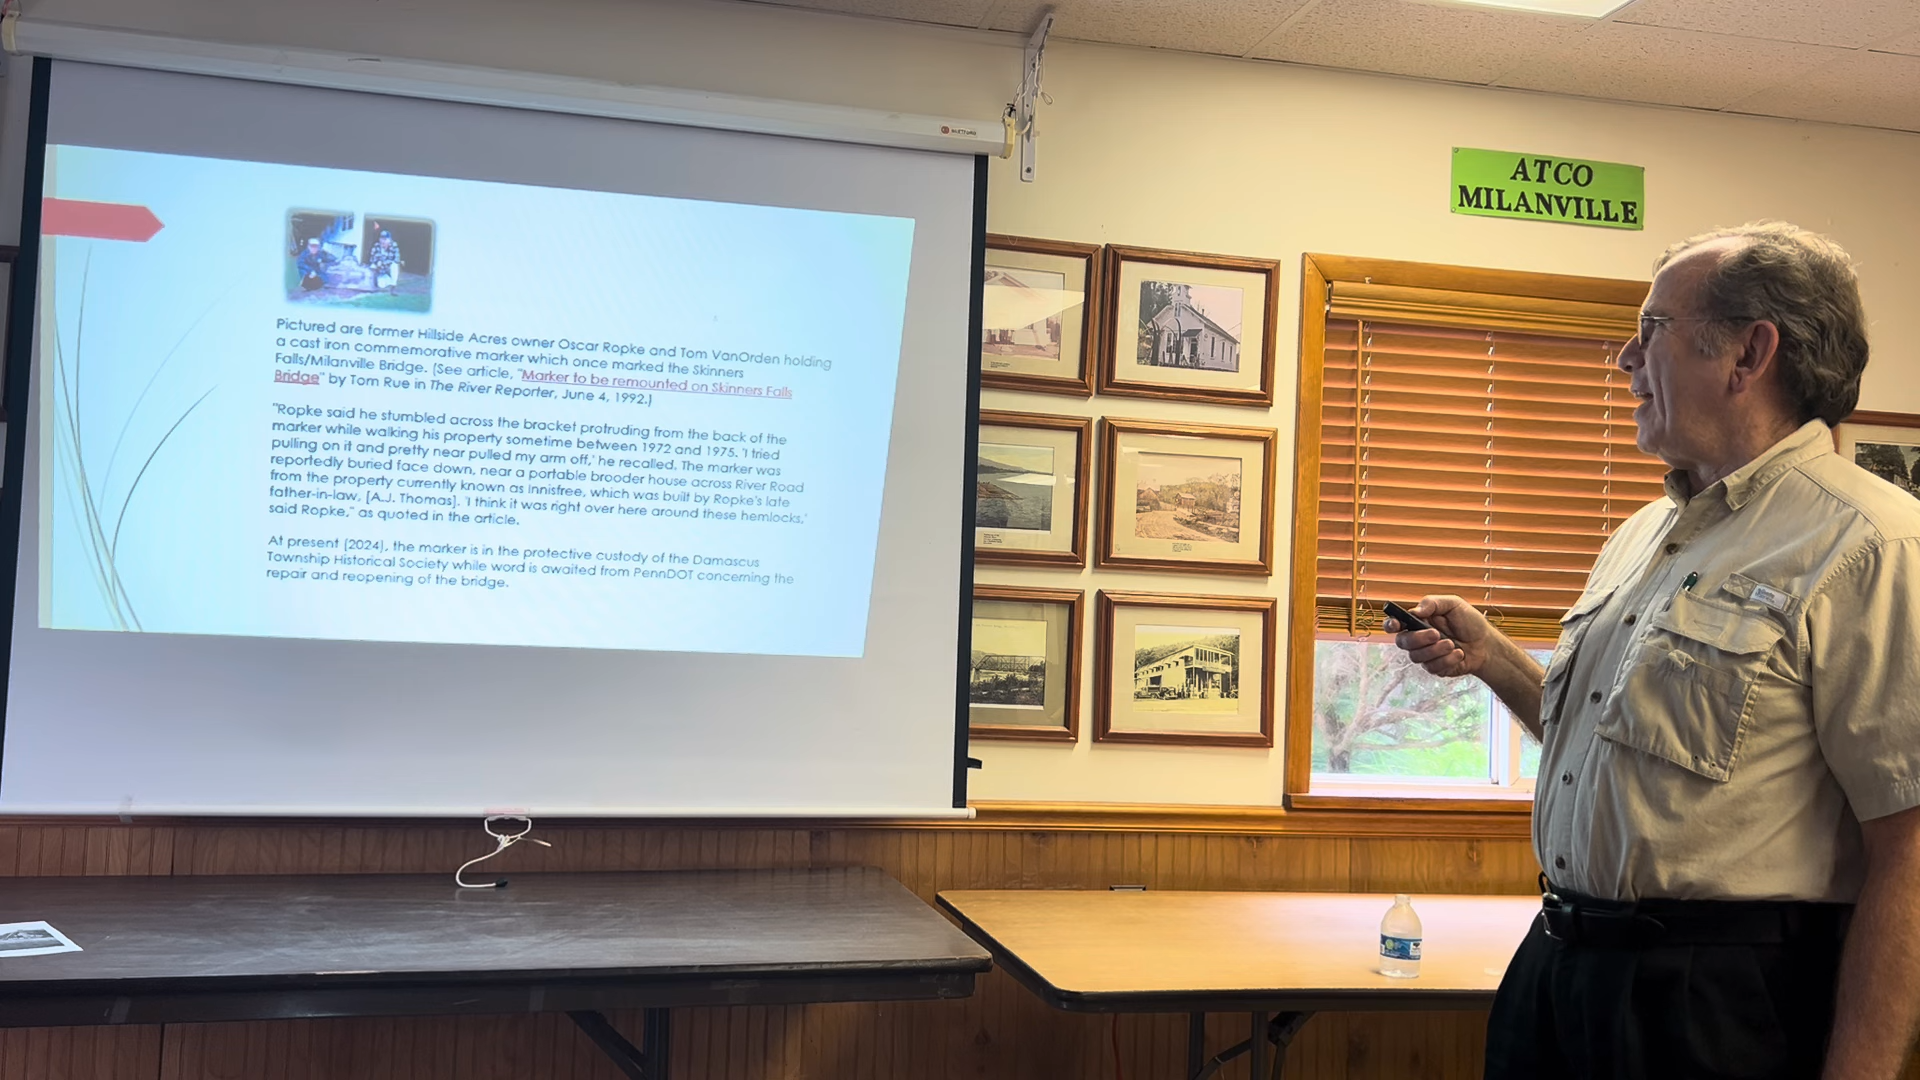 ATCO
MILANVILLE
Pictured are former Hillside Acres owner Oscar Ropke and Tom VanOrden holding
a cast iron commemorative marker which once marked the Skinners
Falls/Milanville Bridge. (See article, "Marker to be remounted on Skinners Falls
Bridge" by Tom Rue in The River Reporter, June 4, 1992.)
"Ropke said he stumbled across the bracket protruding from the back of the
marker while walking his property sometime between 1972 and 1975. 'I tried
pulling on it and pretty near pulled my arm off,' he recalled. The marker was
reportedly buried face down, near a portable brooder house across River Road
from the property currently known as Innisfree, which was built by Ropke's late
father-in-law, [A.J. Thomas]. 'I think it was right over here around these hemlocks,'
said Ropke," as quoted in the article.
At present (2024), the marker is in the protective custody of the Damascus
Township Historical Society while word is awaited from PennDOT concerning the
repair and reopening of the bridge.